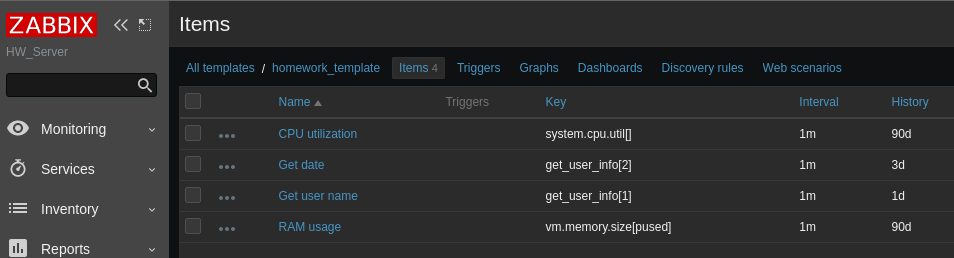 ZABBIX
HW_Server
Monitoring
Services
Inventory
Reports
Items
All templates / homework_template Items 4 Triggers Graphs Dashboards Discovery rules Web scenarios
Name Triggers Key Interval History
CPU utilization system.cpu.util[] 1m 90d
Get date get_user_info[2] 1m 3d
Get user name get_user_info[1] 1m 1d
RAM usage vm.memory.size[pused] 1m 90d